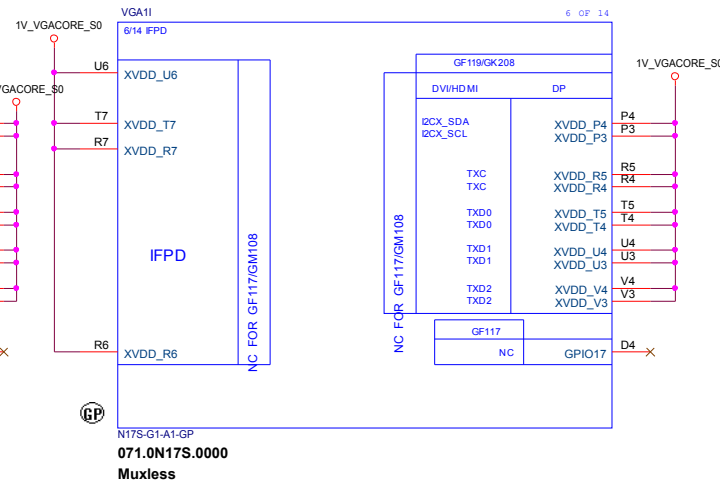 VGA1I
6 OF 14
1V_VGACORE_S0
6/14 IFPD
GF119/GK208
1V_VGACORE_S0
U6
XVDD_U6
VGACORE_S0
DVI/HDMI
DP
T7
XVDD_T7
I2CX_SDA
I2CX_SCL
XVDD_P4
P4
XVDD_P3
P3
R7
XVDD_R7
TXC
TXC
XVDD_R5
R5
XVDD_R4
R4
TXD0
TXD0
XVDD_T5
T5
XVDD_T4
T4
IFPD
TXD1
TXD1
XVDD_U4
U4
XVDD_U3
U3
TXD2
TXD2
XVDD_V4
V4
XVDD_V3
V3
NC FOR GF117/GM108
NC FOR GF117/GM108
GF117
NC
GPIO17
D4
R6
XVDD_R6
GP
N17S-G1-A1-GP
071.0N17S.0000
Muxless